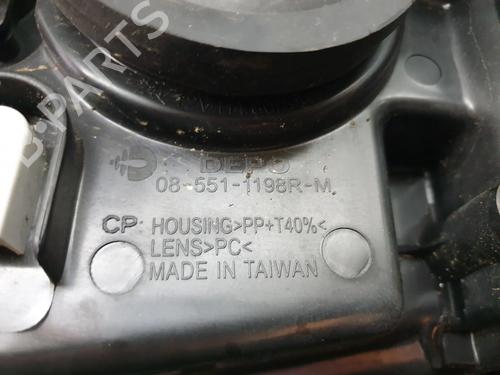 B-PARTS
DEPO
08-551-1198R-M
CP: HOUSING>PP+T40%<
LENS>PC<
MADE IN TAIWAN